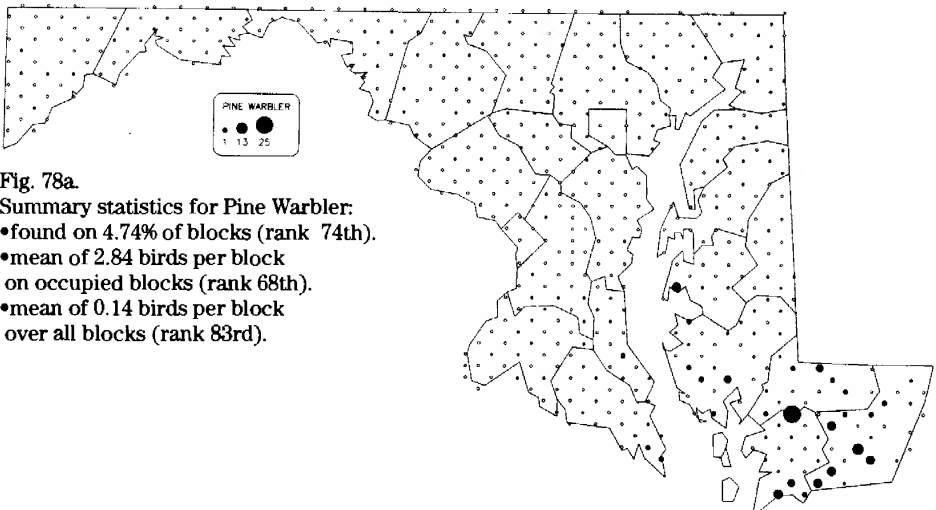 PINE WARBLER
1 13 25
Fig. 78a.
Summary statistics for Pine Warbler:
•found on 4.74% of blocks (rank 74th).
•mean of 2.84 birds per block
on occupied blocks (rank 68th).
•mean of 0.14 birds per block
over all blocks (rank 83rd).